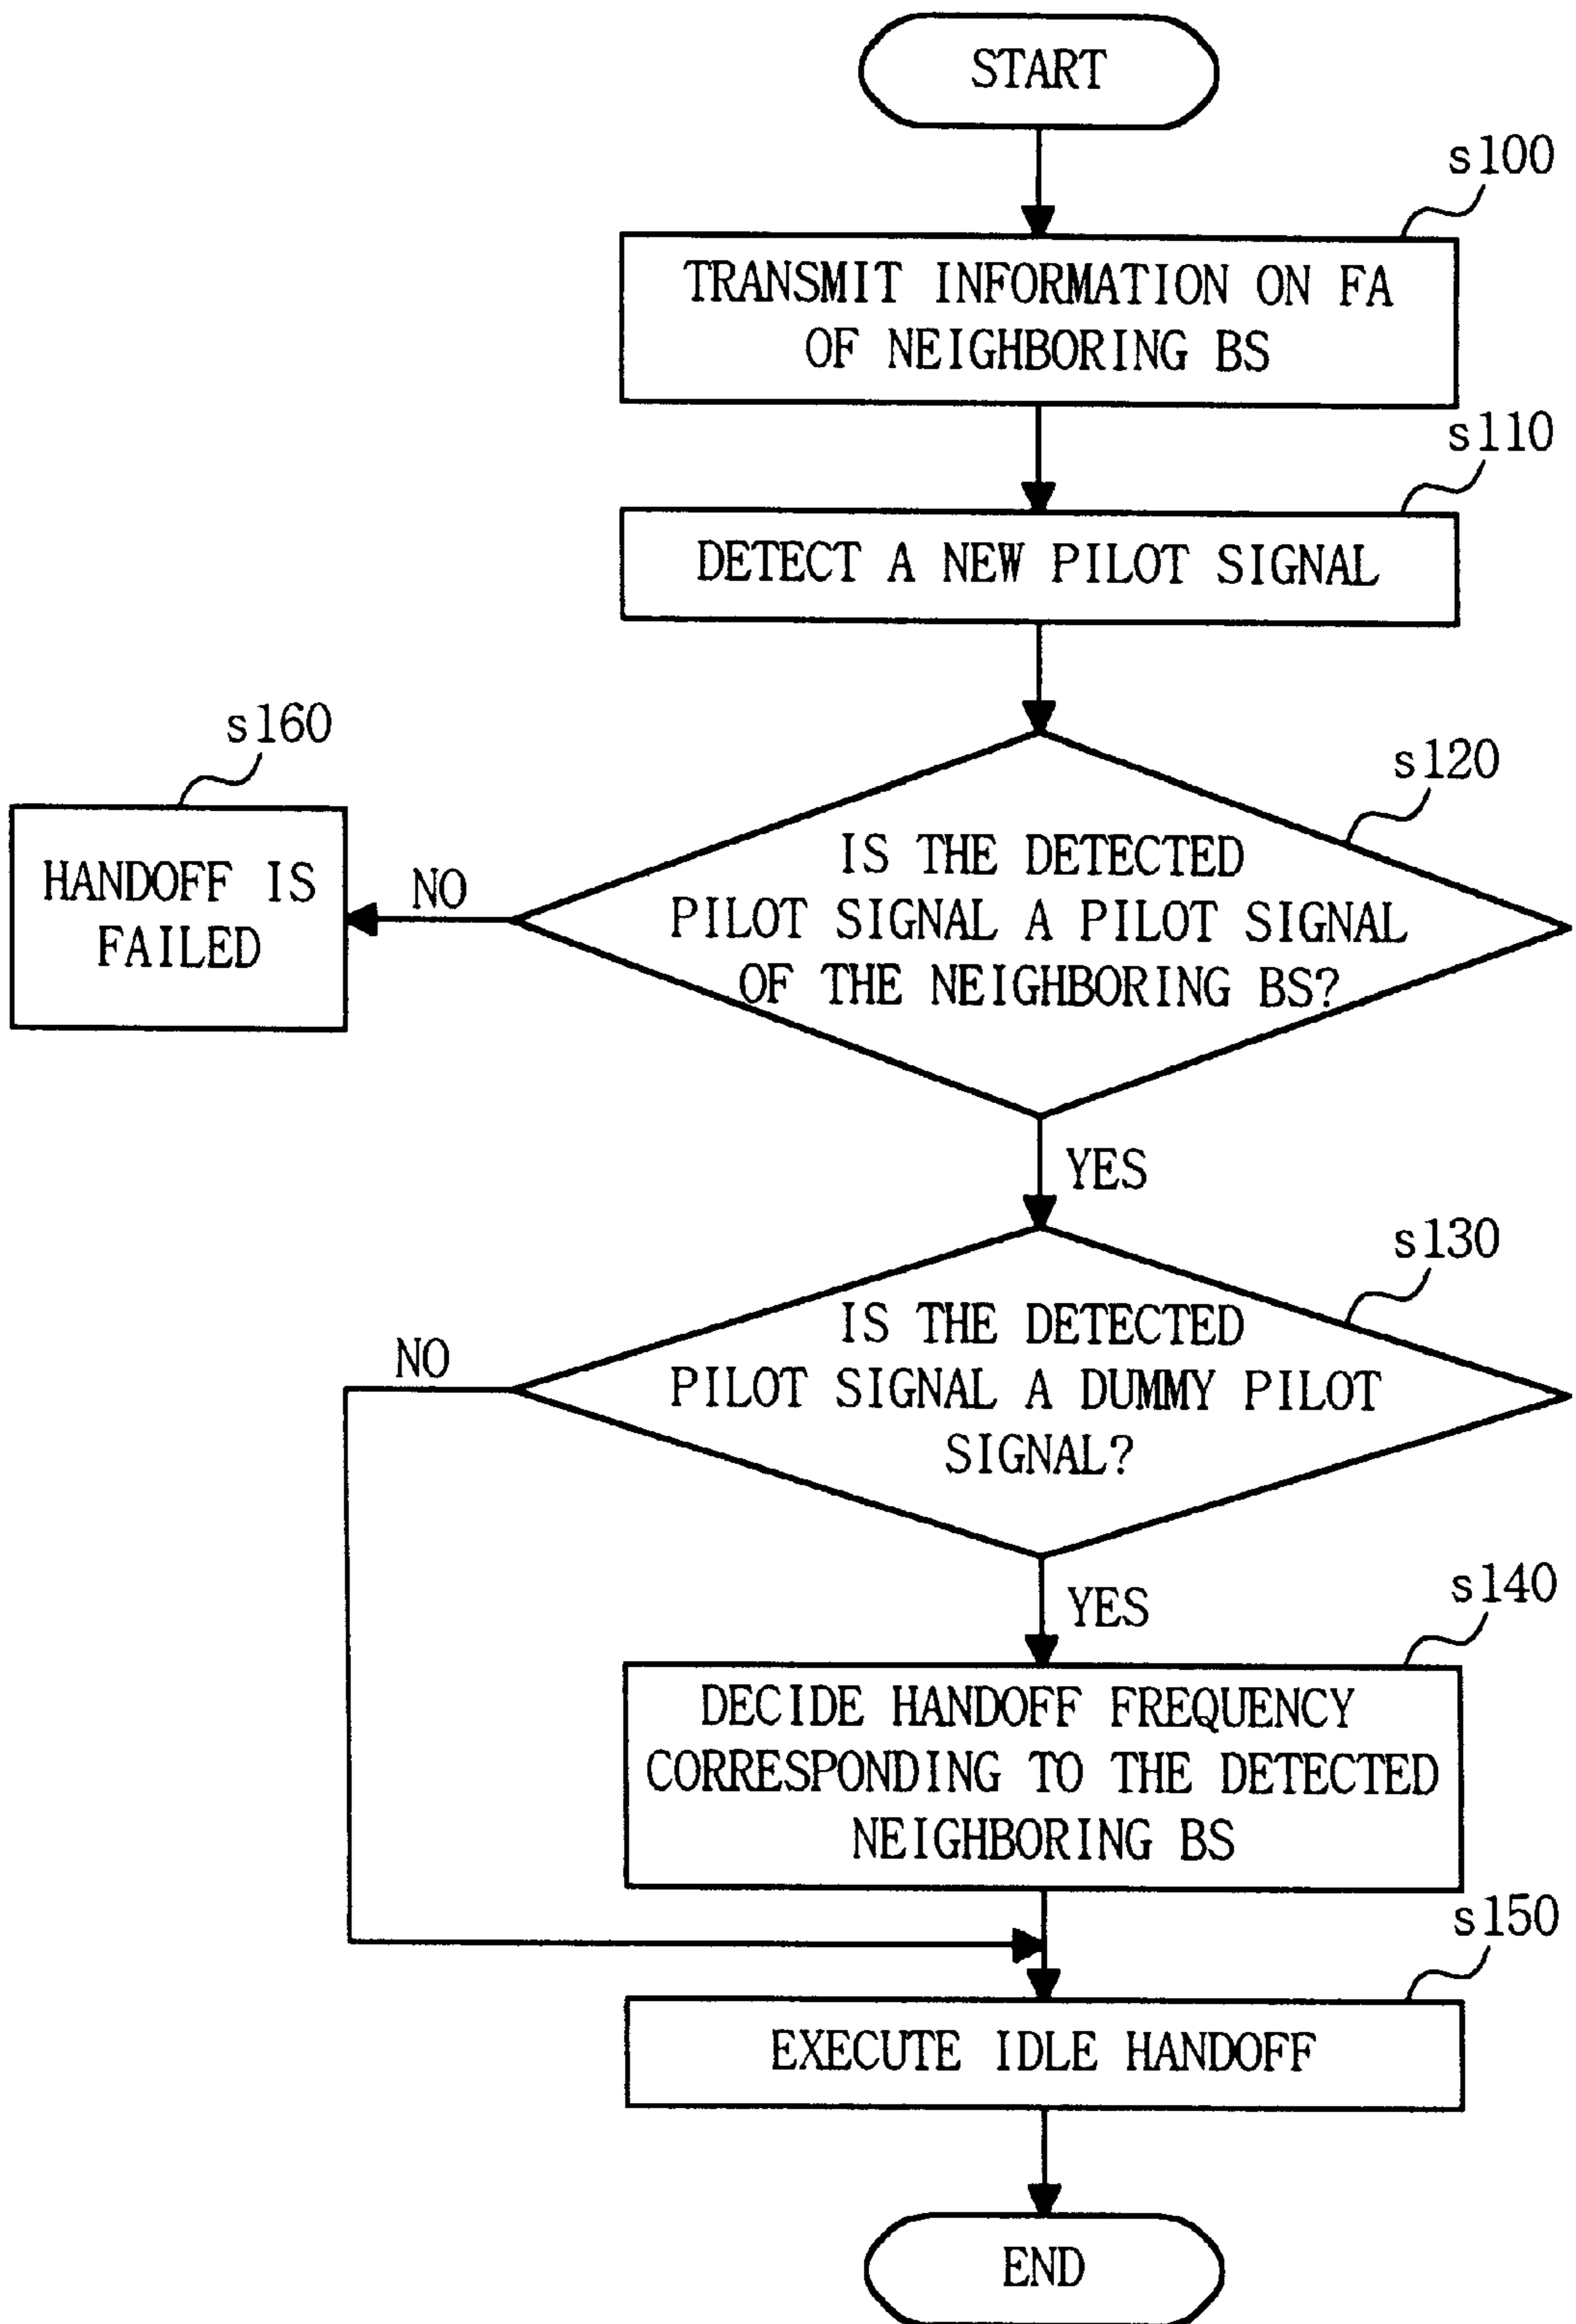 START
s100
TRANSMIT INFORMATION ON FA
OF NEIGHBORING BS
s110
DETECT A NEW PILOT SIGNAL
s160
HANDOFF IS
FAILED
NO
s120
IS THE DETECTED
PILOT SIGNAL A PILOT SIGNAL
OF THE NEIGHBORING BS?
YES
s130
IS THE DETECTED
PILOT SIGNAL A DUMMY PILOT
SIGNAL?
NO
YES
s140
DECIDE HANDOFF FREQUENCY
CORRESPONDING TO THE DETECTED
NEIGHBORING BS
s150
EXECUTE IDLE HANDOFF
END